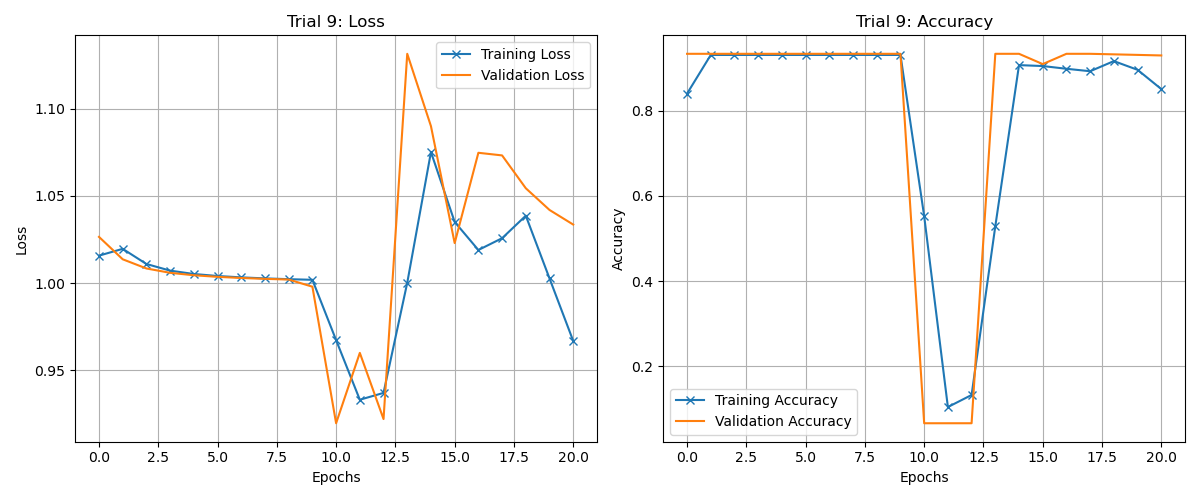 Trial 9: Loss
Training Loss
Validation Loss
1.10
1.05
1.00
0.95
Loss
0.0 2.5 5.0 7.5 10.0 12.5 15.0 17.5 20.0
Epochs
Trial 9: Accuracy
0.8
0.6
0.4
0.2
Accuracy
Training Accuracy
Validation Accuracy
0.0 2.5 5.0 7.5 10.0 12.5 15.0 17.5 20.0
Epochs